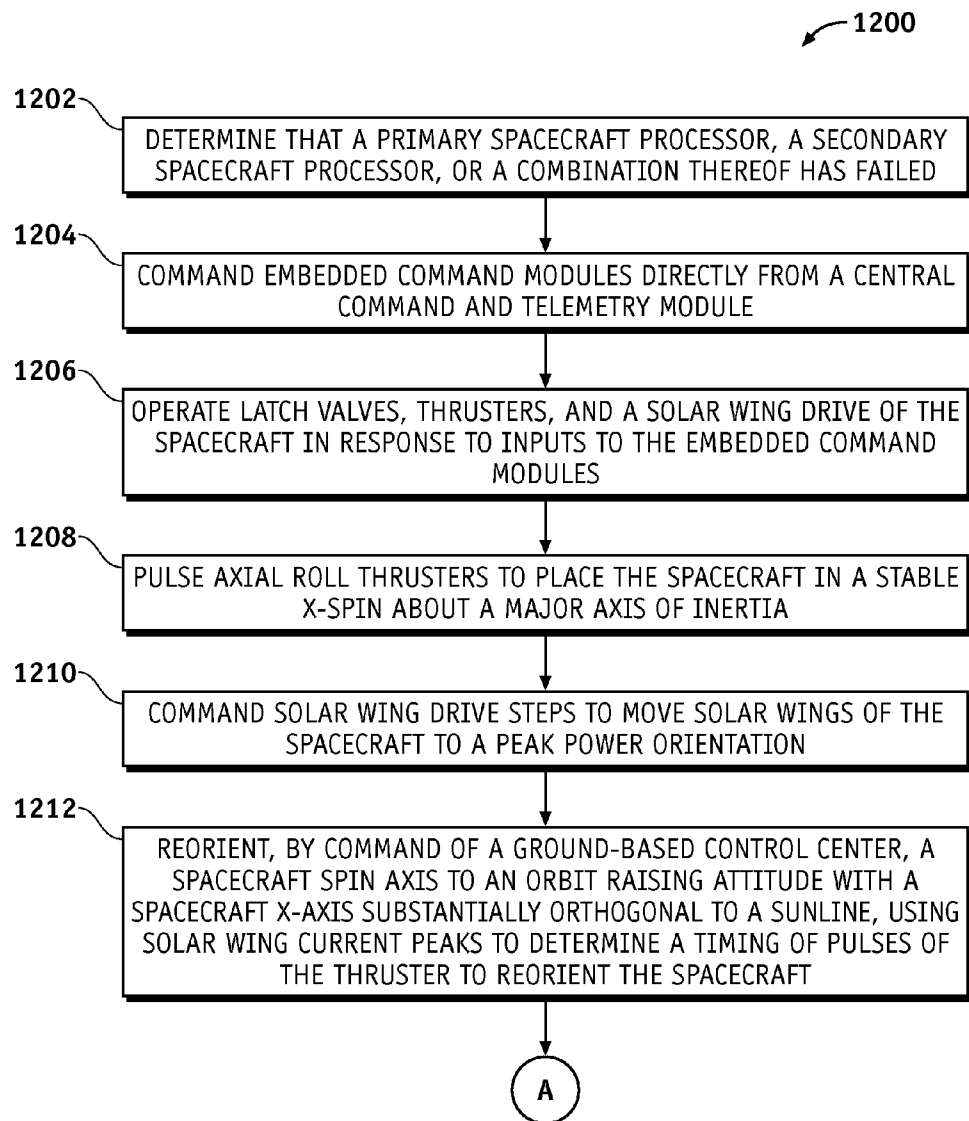 1200
1202
DETERMINE THAT A PRIMARY SPACECRAFT PROCESSOR, A SECONDARY
SPACECRAFT PROCESSOR, OR A COMBINATION THEREOF HAS FAILED
1204
COMMAND EMBEDDED COMMAND MODULES DIRECTLY FROM A CENTRAL
COMMAND AND TELEMETRY MODULE
1206
OPERATE LATCH VALVES, THRUSTERS, AND A SOLAR WING DRIVE OF THE
SPACECRAFT IN RESPONSE TO INPUTS TO THE EMBEDDED COMMAND
MODULES
1208
PULSE AXIAL ROLL THRUSTERS TO PLACE THE SPACECRAFT IN A STABLE
X-SPIN ABOUT A MAJOR AXIS OF INERTIA
1210
COMMAND SOLAR WING DRIVE STEPS TO MOVE SOLAR WINGS OF THE
SPACECRAFT TO A PEAK POWER ORIENTATION
1212
REORIENT, BY COMMAND OF A GROUND-BASED CONTROL CENTER, A
SPACECRAFT SPIN AXIS TO AN ORBIT RAISING ATTITUDE WITH A
SPACECRAFT X-AXIS SUBSTANTIALLY ORTHOGONAL TO A SUNLINE, USING
SOLAR WING CURRENT PEAKS TO DETERMINE A TIMING OF PULSES OF
THE THRUSTER TO REORIENT THE SPACECRAFT
A